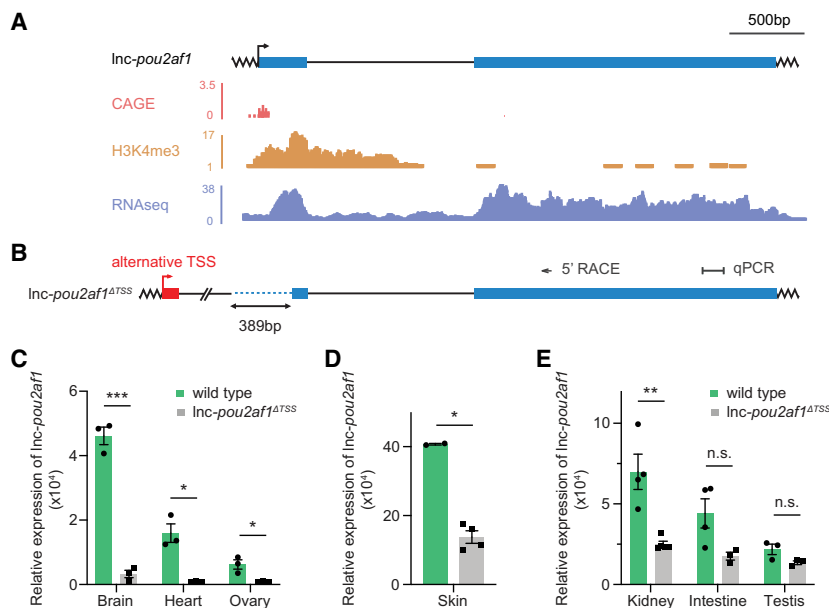 A
500bp
lnc-pou2af1
3.5
CAGE
0
17
H3K4me3
1
38
RNAseq
0
B
alternative TSS
5' RACE
qPCR
lnc-pou2af1ΔTSS
389bp
C
Relative expression of lnc-pou2af1
(x10⁴)
6
4
2
0
wild type
lnc-pou2af1ΔTSS
***
*
*
Brain
Heart
Ovary
D
Relative expression of lnc-pou2af1
(x10⁴)
40
20
0
*
Skin
E
Relative expression of lnc-pou2af1
(x10⁴)
10
5
0
wild type
lnc-pou2af1ΔTSS
**
n.s.
n.s.
Kidney
Intestine
Testis